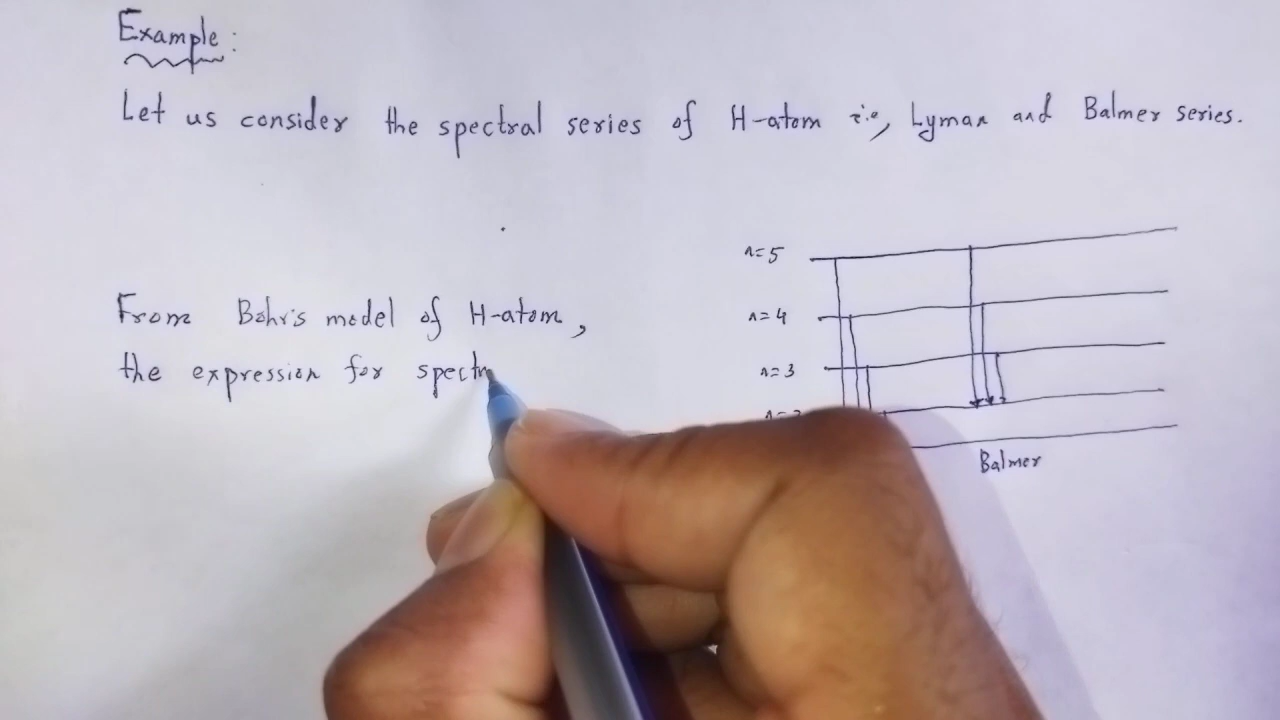 Example:
Let us consider the spectral series of H-atom i.e, Lyman and Balmer series.
n=5
n=4
From Bohr's model of H-atom,
n=3
the expression for spectr
n=2
Balmer